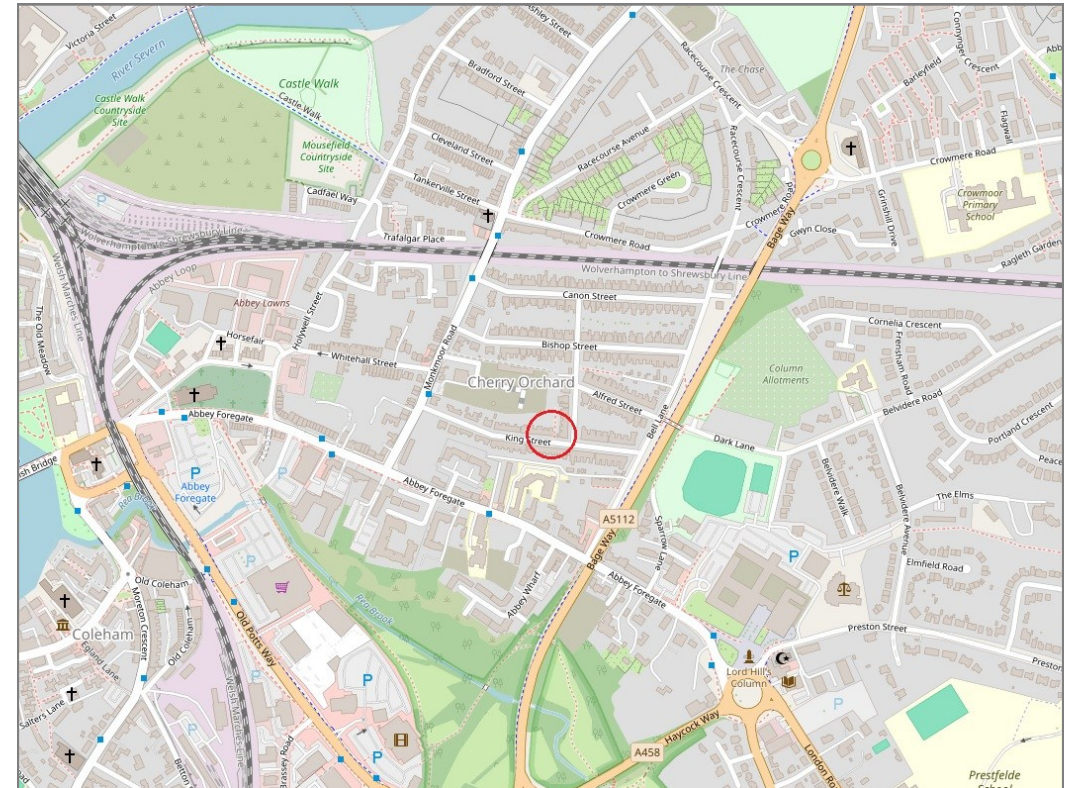 Victoria Street
River Severn
Castle Walk
Castle Walk
Countryside
Site
Castle Walk
Mousefield
Countryside
Site
Bradford Street
Cleveland Street
Tankerville Street
Cadfael Way
Trafalgar Place
Racecourse Crescent
The Chase
Racecourse Avenue
Crowmere Green
Racecourse Crescent
Crowmere Road
Barleyfield
Flagwall
Crowmere Road
Crowmoor
Primary
School
Grinshill Drive
Gwyn Close
Bage Way
Wolverhampton to Shrewsbury Line
Wolverhampton to Shrewsbury Line
Welsh Marches Line
Abbey Loop
Abbey Lawns
Horsefair
Holywell Street
Whitehall Street
Monkmoor Road
Canon Street
Bishop Street
Cherry Orchard
Alfred Street
King Street
Bell Lane
Dark Lane
Column
Allotments
Cornelia Crescent
Frensham Road
Belvidere Road
Portland Crescent
Belvidere Walk
Belvidere Avenue
The Elms
Elmfield Road
Preston Street
The Old Meadow
Abbey Foregate
P
Abbey
Foregate
Abbey Foregate
A5112
Bage Way
Sparrow Lane
Abbey Foregate
Abbey Wharf
Rea Brook
Rea Brook
Old Coleham
Moreton Crescent
Old Coleham
Coleham
Salters Lane
Old Potts Way
Welsh Marches Line
P
P
P
P
P
P
Lord Hill's
Column
Haycock Way
A458
London Road
Prestfelde